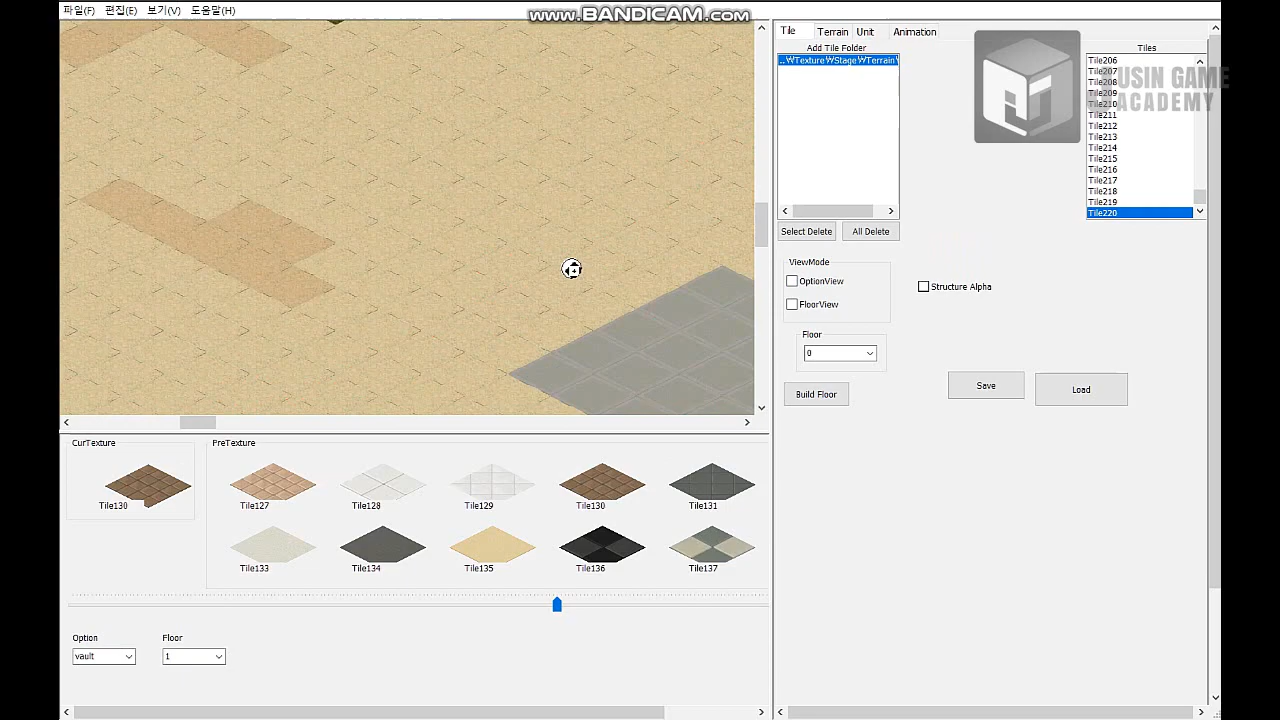 파일(F) 편집(E) 보기(V) 도움말(H)
www.BANDICAM.com
Tile Terrain Unit Animation
Add Tile Folder
..₩Texture₩Stage₩Terrain₩
Select Delete All Delete
Tiles
Tile206
Tile207
Tile208
Tile209
Tile210
Tile211
Tile212
Tile213
Tile214
Tile215
Tile216
Tile217
Tile218
Tile219
Tile220
USIN GAME
ACADEMY
ViewMode
OptionView
FloorView
Structure Alpha
Floor
0
Build Floor
Save
Load
CurTexture
Tile130
PreTexture
Tile127 Tile128 Tile129 Tile130 Tile131
Tile133 Tile134 Tile135 Tile136 Tile137
Option Floor
vault 1